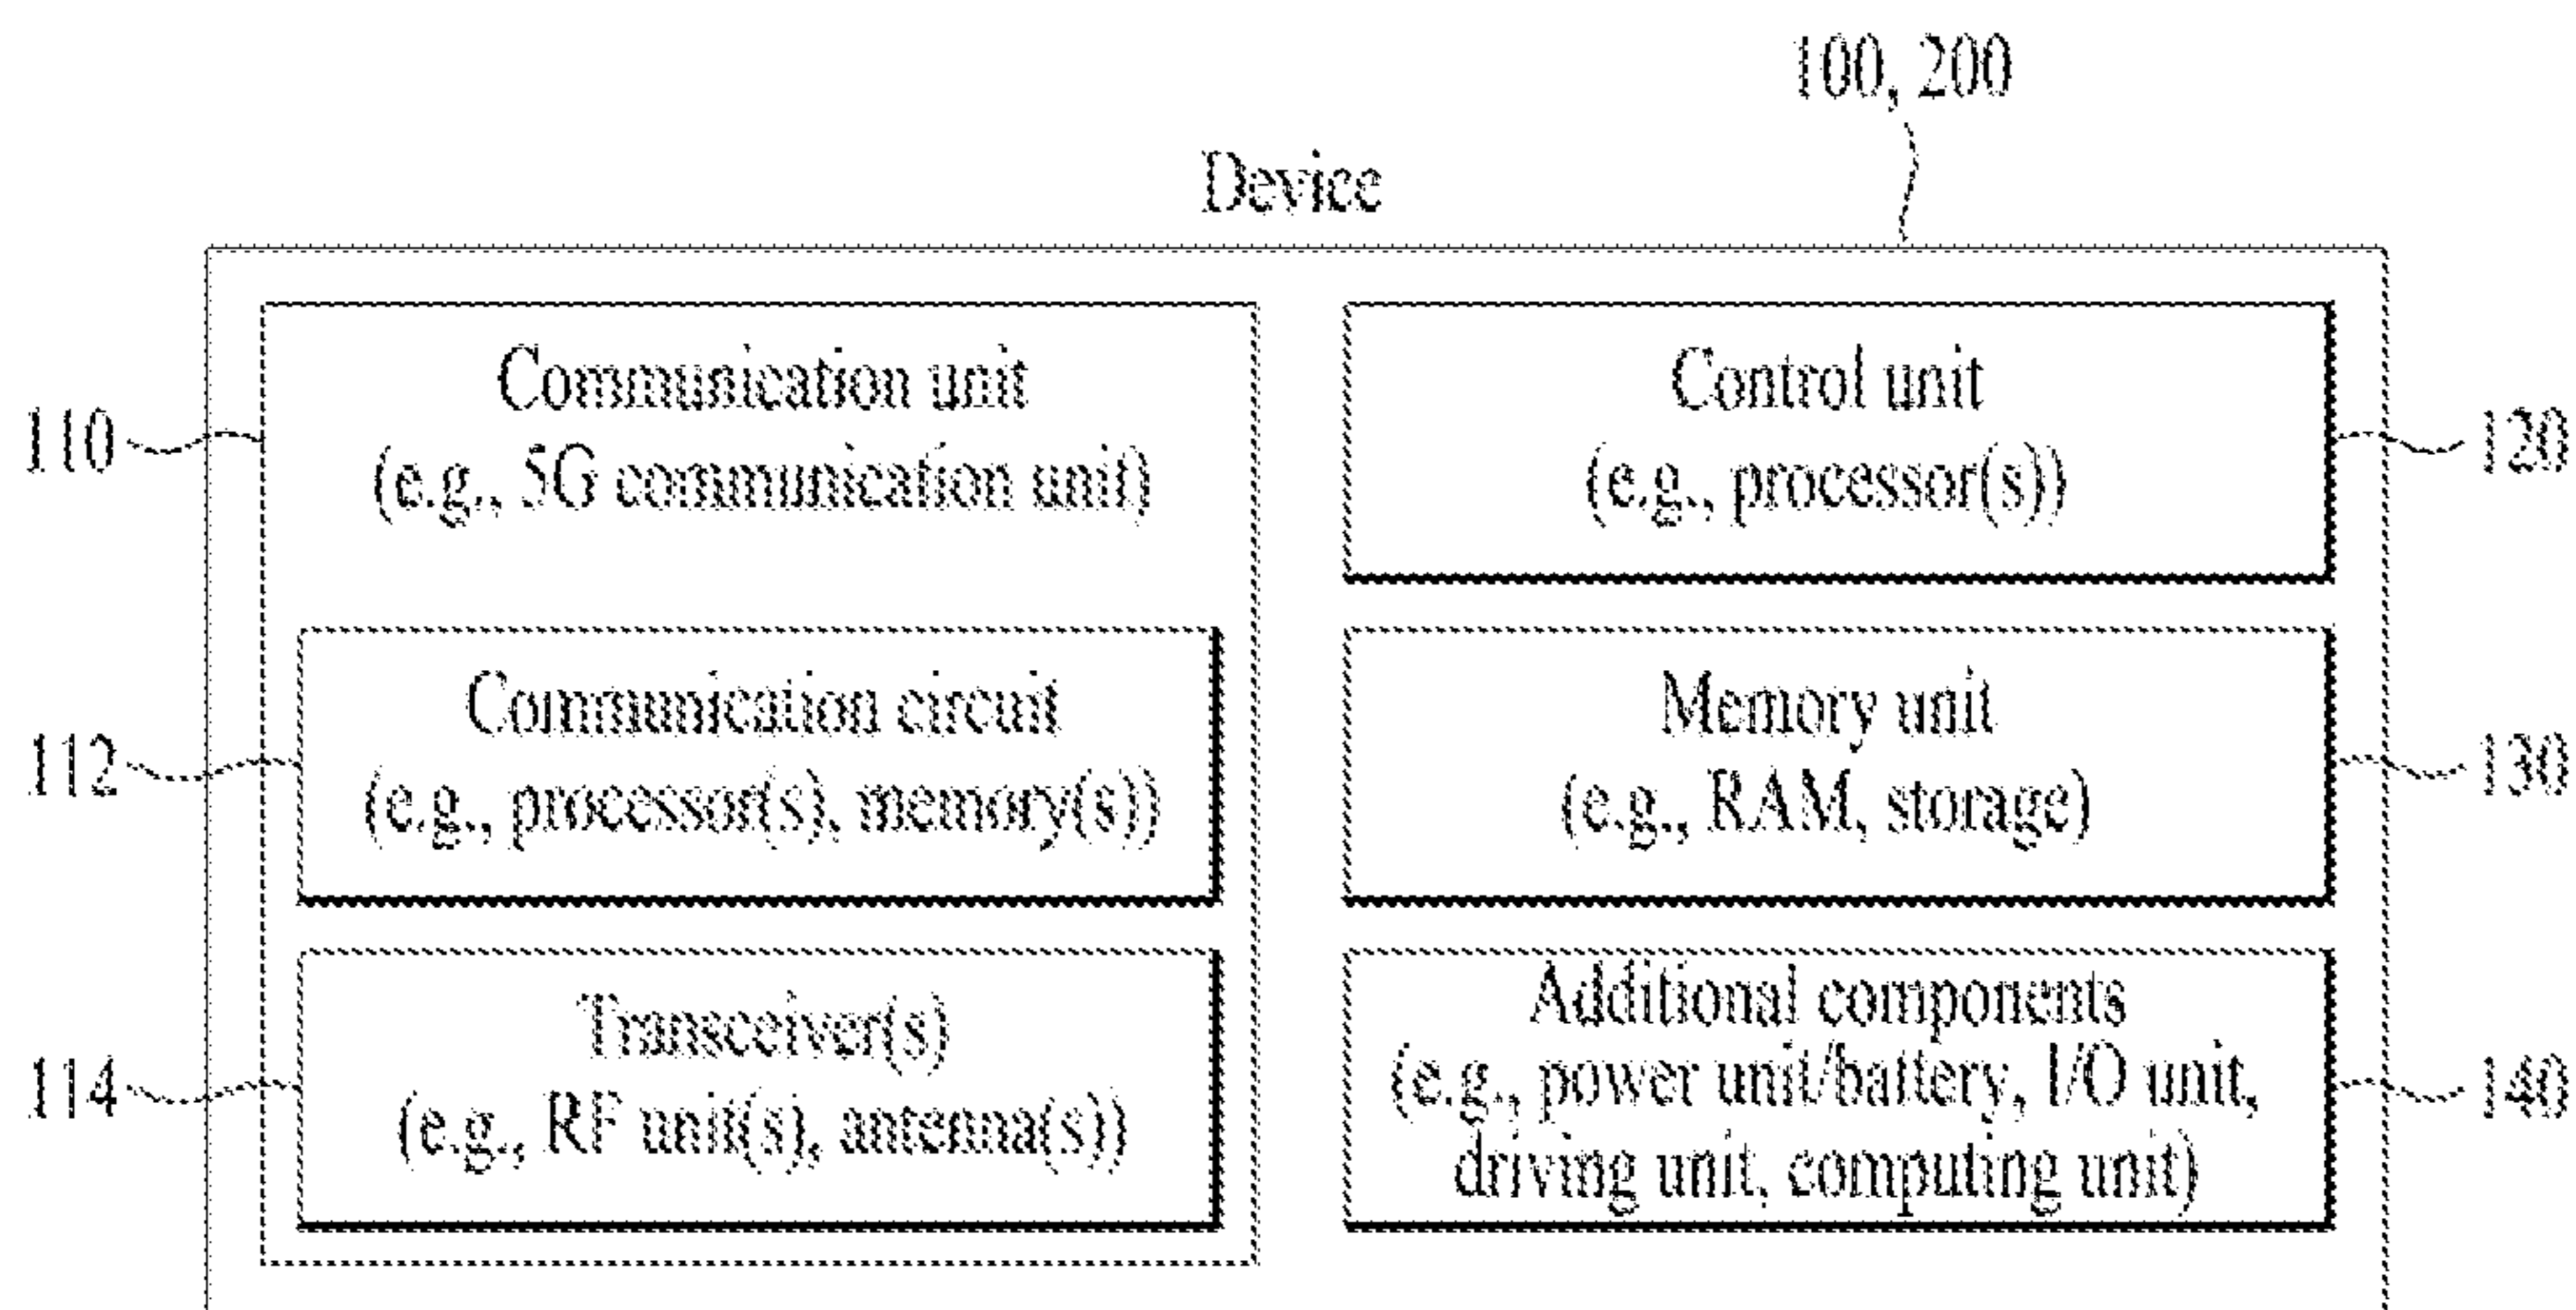 100, 200
Device
110
Communication unit
(e.g., 5G communication unit)
Control unit
(e.g., processor(s))
120
112
Communication circuit
(e.g., processor(s), memory(s))
Memory unit
(e.g., RAM, storage)
130
114
Transceiver(s)
(e.g., RF unit(s), antenna(s))
Additional components
(e.g., power unit/battery, I/O unit,
driving unit, computing unit)
140